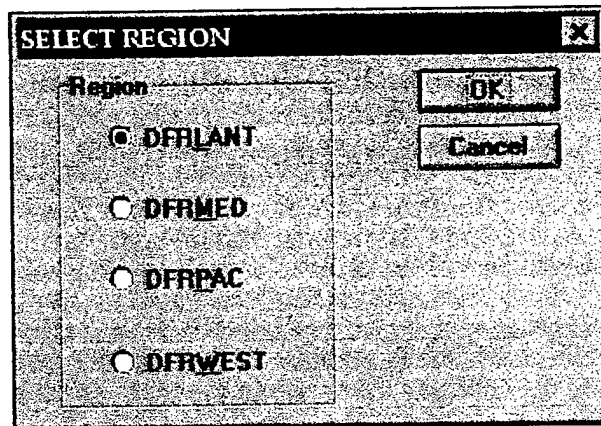 SELECT REGION
Region
DFRLANT
DFRMED
DFRPAC
DFRWEST
OK
Cancel